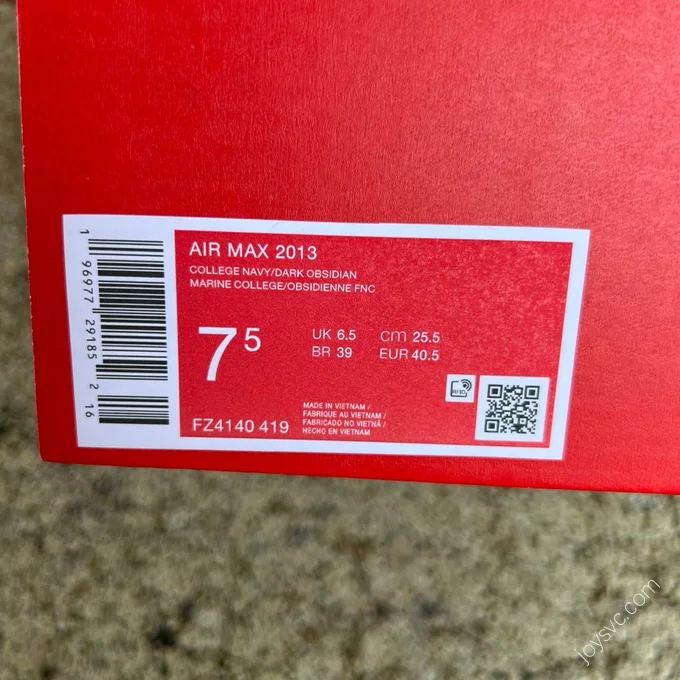 1 96977 29185 2 16
AIR MAX 2013
COLLEGE NAVY/DARK OBSIDIAN
MARINE COLLEGE/OBSIDIENNE FNC
7 5
UK 6.5 cm 25.5
BR 39 EUR 40.5
RFID
FZ4140 419
MADE IN VIETNAM /
FABRIQUE AU VIETNAM /
FABRICADO NO VIETNÃ /
HECHO EN VIETNAM
joysvc.com